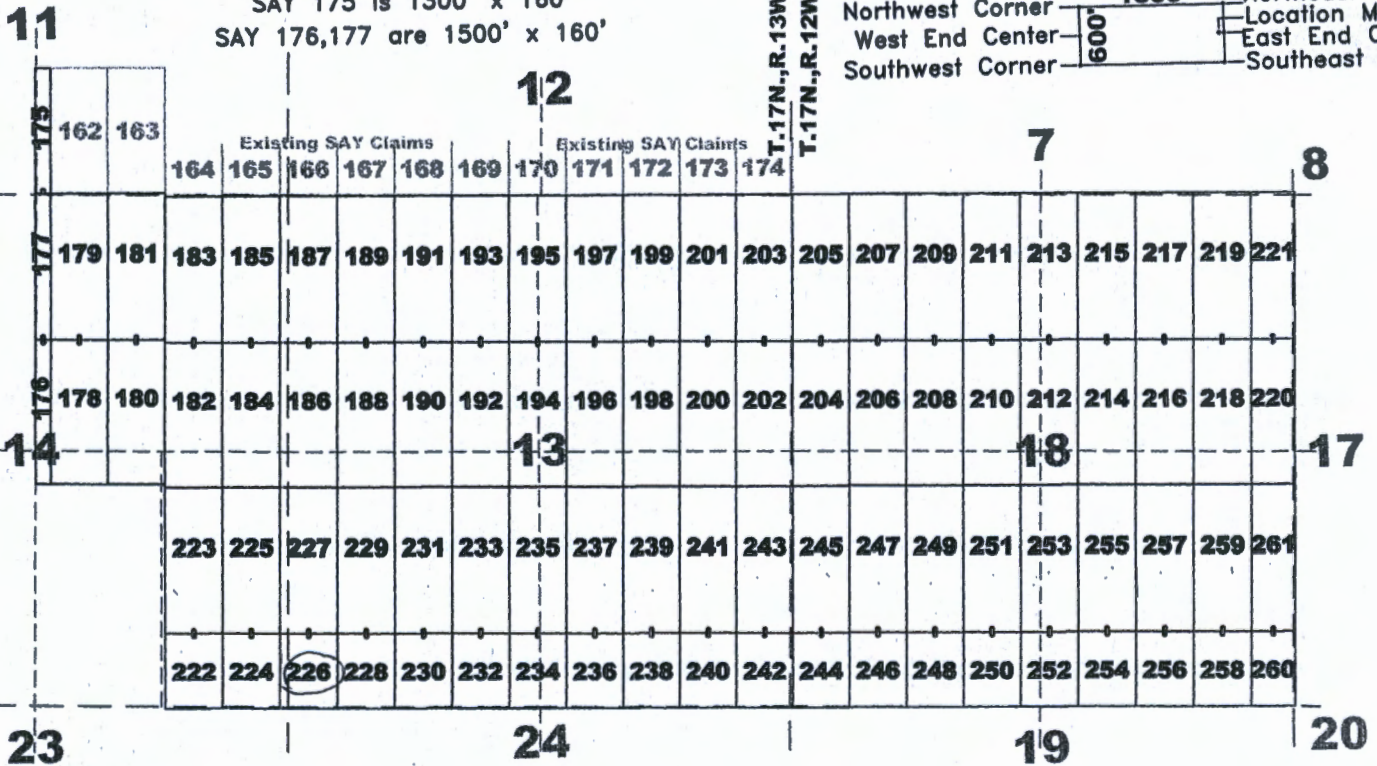 SAY 175 is 1300' x 160'
SAY 176,177 are 1500' x 160'
T.17N.,R.13W
T.17N.,R.12W
Northwest Corner
West End Center
Southwest Corner
600'
Location M
East End C
Southeast
11
12
7
8
175
162 163
Existing SAY Claims
Existing SAY Claims
164 165 166 167 168 169 170 171 172 173 174
177
179 181 183 185 187 189 191 193 195 197 199 201 203 205 207 209 211 213 215 217 219 221
176
178 180 182 184 186 188 190 192 194 196 198 200 202 204 206 208 210 212 214 216 218 220
14
13
18
17
223 225 227 229 231 233 235 237 239 241 243 245 247 249 251 253 255 257 259 261
222 224 226 228 230 232 234 236 238 240 242 244 246 248 250 252 254 256 258 260
23
24
19
20